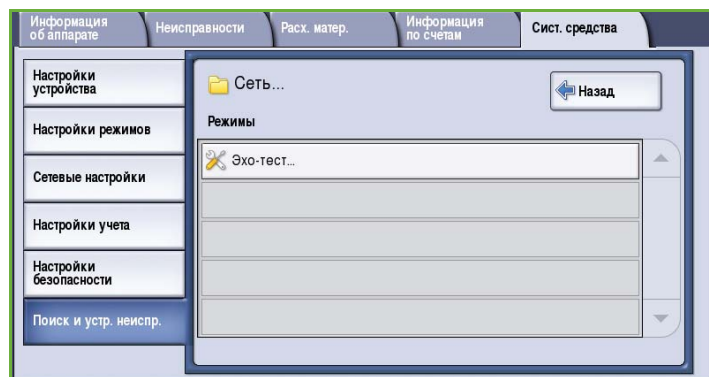 Информация
об аппарате
Неисправности
Расх. матер.
Информация
по счетам
Сист. средства
Настройки
устройства
Настройки режимов
Сетевые настройки
Настройки учета
Настройки
безопасности
Поиск и устр. неиспр.
Сеть...
Назад
Режимы
Эхо-тест...